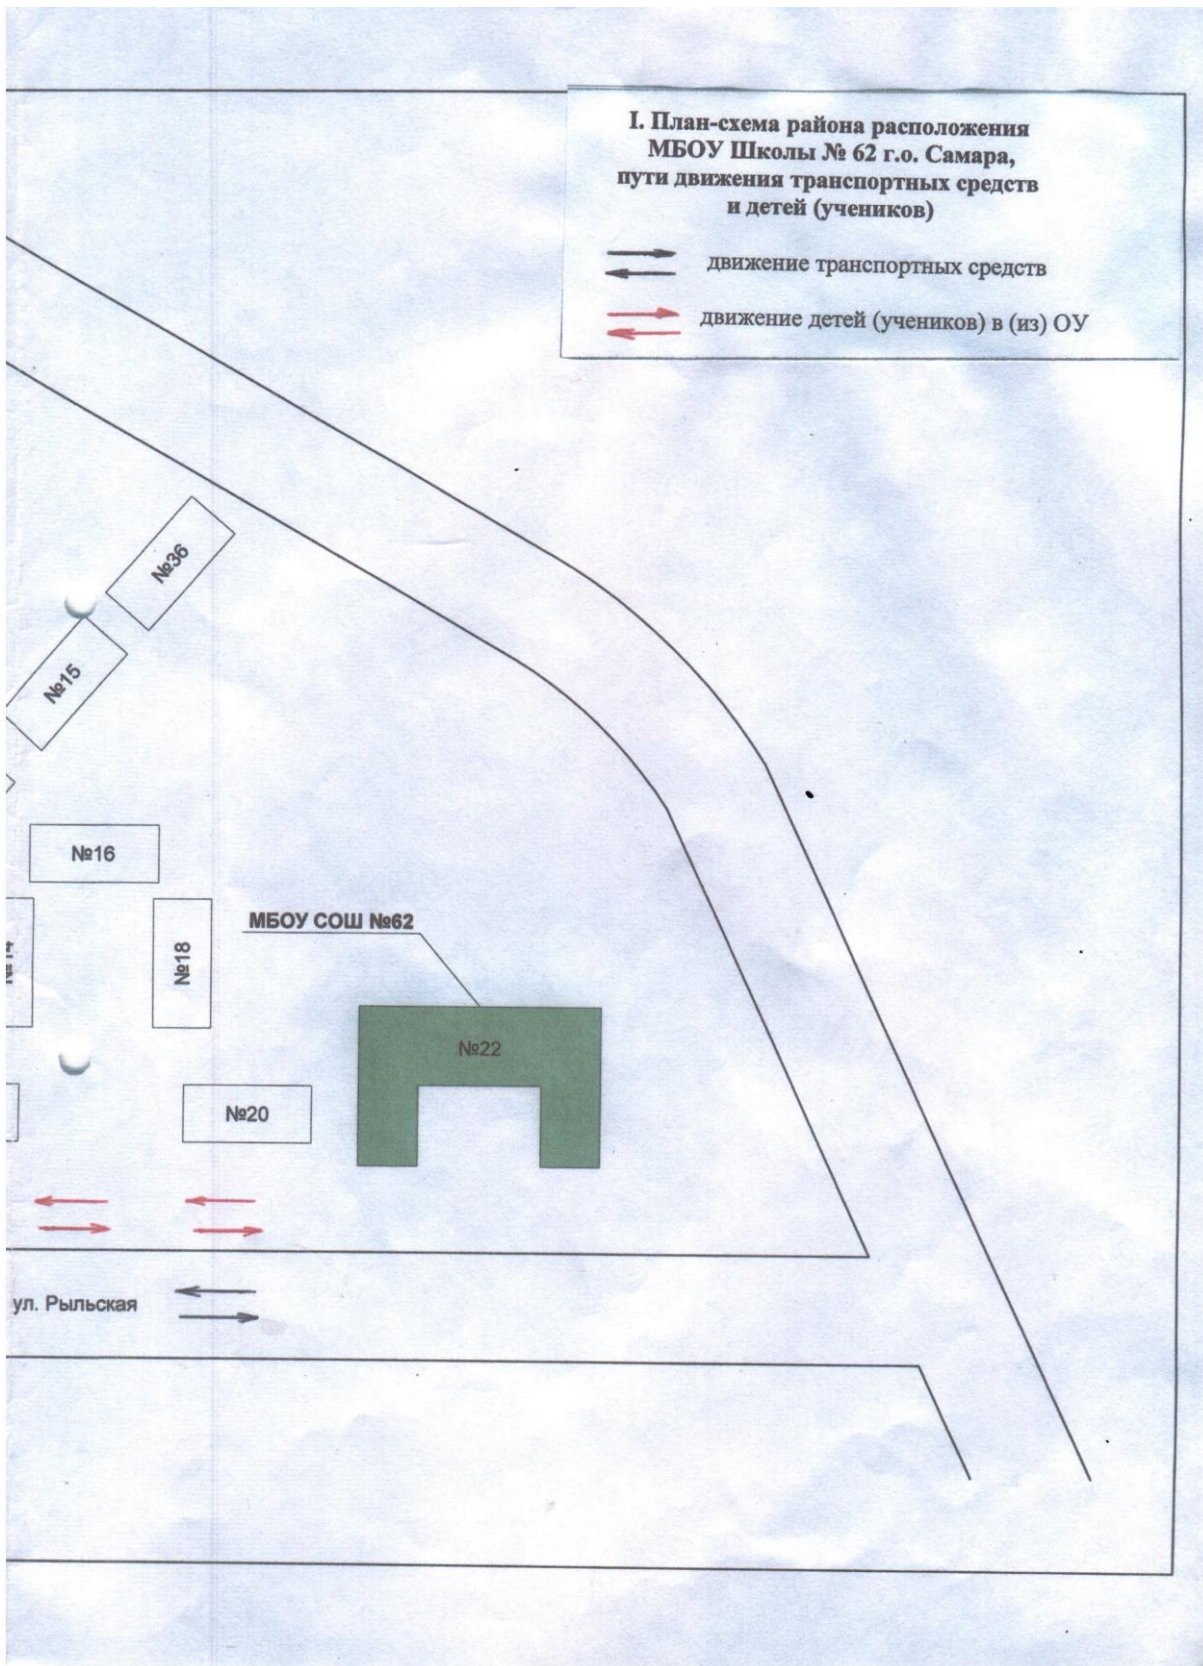 I. План-схема района расположения
МБОУ Школы № 62 г.о. Самара,
пути движения транспортных средств
и детей (учеников)
движение транспортных средств
движение детей (учеников) в (из) ОУ
№36
№15
№16
№14
№18
МБОУ СОШ №62
№22
№20
ул. Рыльская